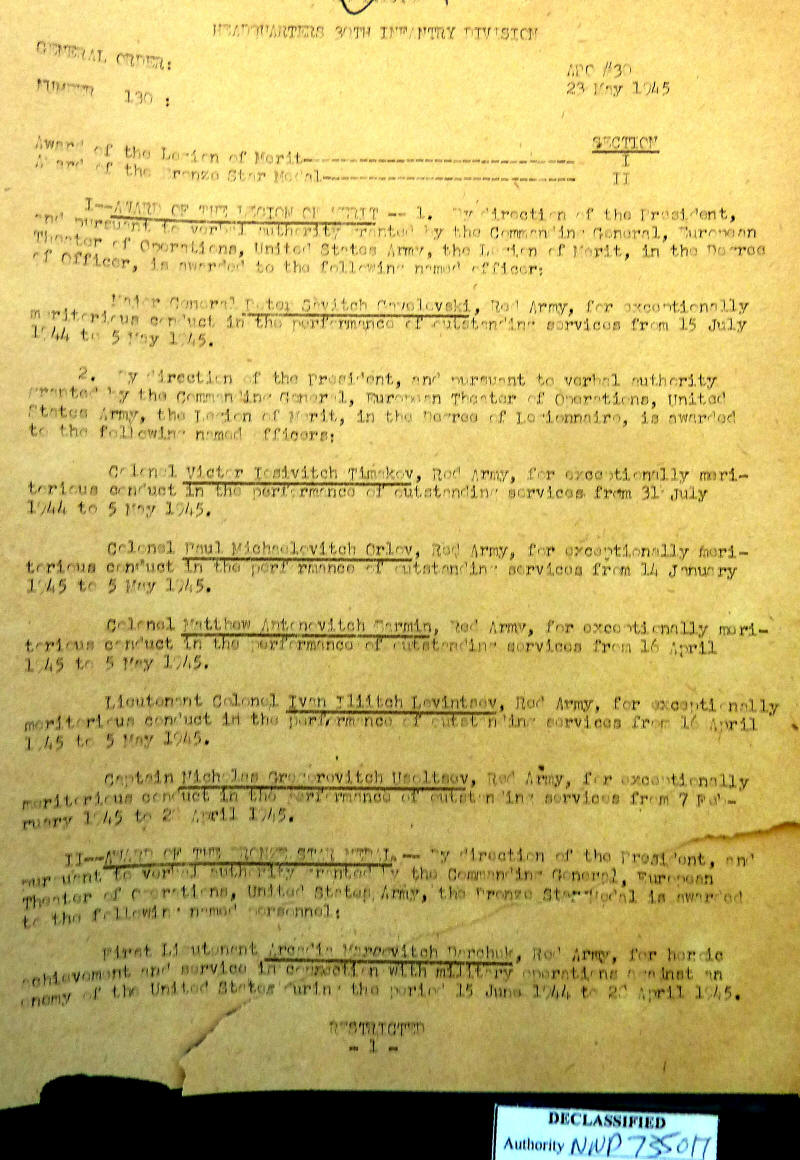 HEADQUARTERS 30TH INFANTRY DIVISION
GENERAL ORDER:
APO #30
NUMBER 130 :
23 May 1945
SECTION
Award of the Legion of Merit---------------------------------- I
Award of the Bronze Star Medal-------------------------------- II
I--AWARD OF THE LEGION OF MERIT -- 1. By direction of the President,
and pursuant to verbal authority granted by the Commanding General, European
Theater of Operations, United States Army, the Legion of Merit, in the Degree
of Officer, is awarded to the following named officer:
Major General Peter Savitch Gavolevski, Red Army, for exceptionally
meritorious conduct in the performance of outstanding services from 15 July
1944 to 5 May 1945.
2. By direction of the President, and pursuant to verbal authority
granted by the Commanding General, European Theater of Operations, United
States Army, the Legion of Merit, in the Degree of Legionnaire, is awarded
to the following named officers:
Colonel Victor Iosivitch Timakov, Red Army, for exceptionally meri-
torious conduct in the performance of outstanding services from 31 July
1944 to 5 May 1945.
Colonel Paul Michaelovitch Orlov, Red Army, for exceptionally meri-
torious conduct in the performance of outstanding services from 14 January
1945 to 5 May 1945.
Colonel Matthew Antonovitch, Red Army, for exceptionally meri-
torious conduct in the performance of outstanding services from 16 April
1945 to 5 May 1945.
Lieutenant Colonel Ivan Iliitch Levintsov, Red Army, for exceptionally
meritorious conduct in the performance of outstanding services from 16 April
1945 to 5 May 1945.
Captain Nicholas Gregorovitch Useltsov, Red Army, for exceptionally
meritorious conduct in the performance of outstanding services from 7 Feb-
ruary 1945 to April 1945.
II--AWARD OF THE BRONZE STAR MEDAL -- By direction of the President, and
pursuant to verbal authority granted by the Commanding General, European
Theater of Operations, United States Army, the Bronze Star Medal is awarded
to the following named personnel:
First Lieutenant Marcovitch, Red Army, for heroic
achievement and service in connection with military operations against an
enemy of the United States during the period 15 June 1944 to April 1945.
RESTRICTED
- 1 -
DECLASSIFIED
Authority NND 735017